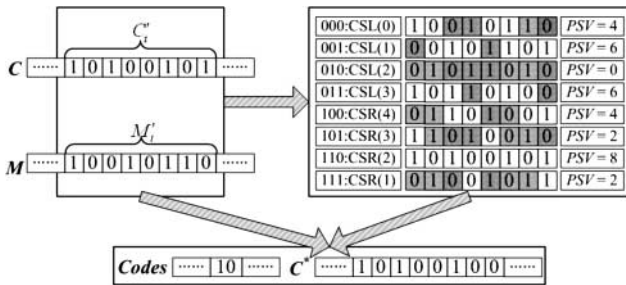 C'ᵢ
C ...... 1 0 1 0 0 1 0 1 ......
M'ᵢ
M ...... 1 0 0 1 0 1 1 0 ......
000:CSL(0) 1 0 0 1 0 1 1 0 PSV = 4
001:CSL(1) 0 0 1 0 1 1 0 1 PSV = 6
010:CSL(2) 0 1 0 1 1 0 1 0 PSV = 0
011:CSL(3) 1 0 1 1 0 1 0 0 PSV = 6
100:CSR(4) 0 1 1 0 1 0 0 1 PSV = 4
101:CSR(3) 1 1 0 1 0 0 1 0 PSV = 2
110:CSR(2) 1 0 1 0 0 1 0 1 PSV = 8
111:CSR(1) 0 1 0 0 1 0 1 1 PSV = 2
Codes ...... 10 ...... C* ...... 1 0 1 0 0 1 0 0 ......